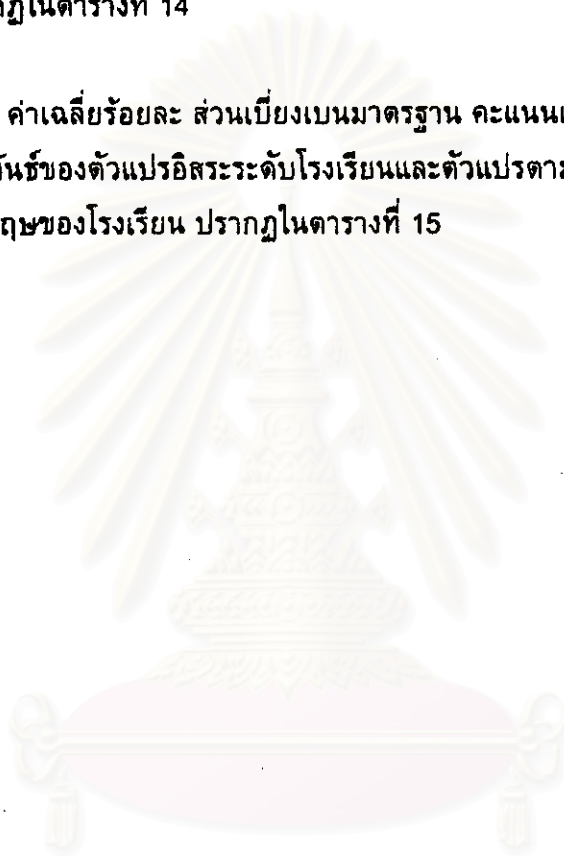 ในตารางที่ 14
ค่าเฉลี่ยร้อยละ ส่วนเบี่ยงเบนมาตรฐาน คะแนน
พันธ์ของตัวแปรอิสระระดับโรงเรียนและตัวแปรตาม
ฤษของโรงเรียน ปรากฏในตารางที่ 15